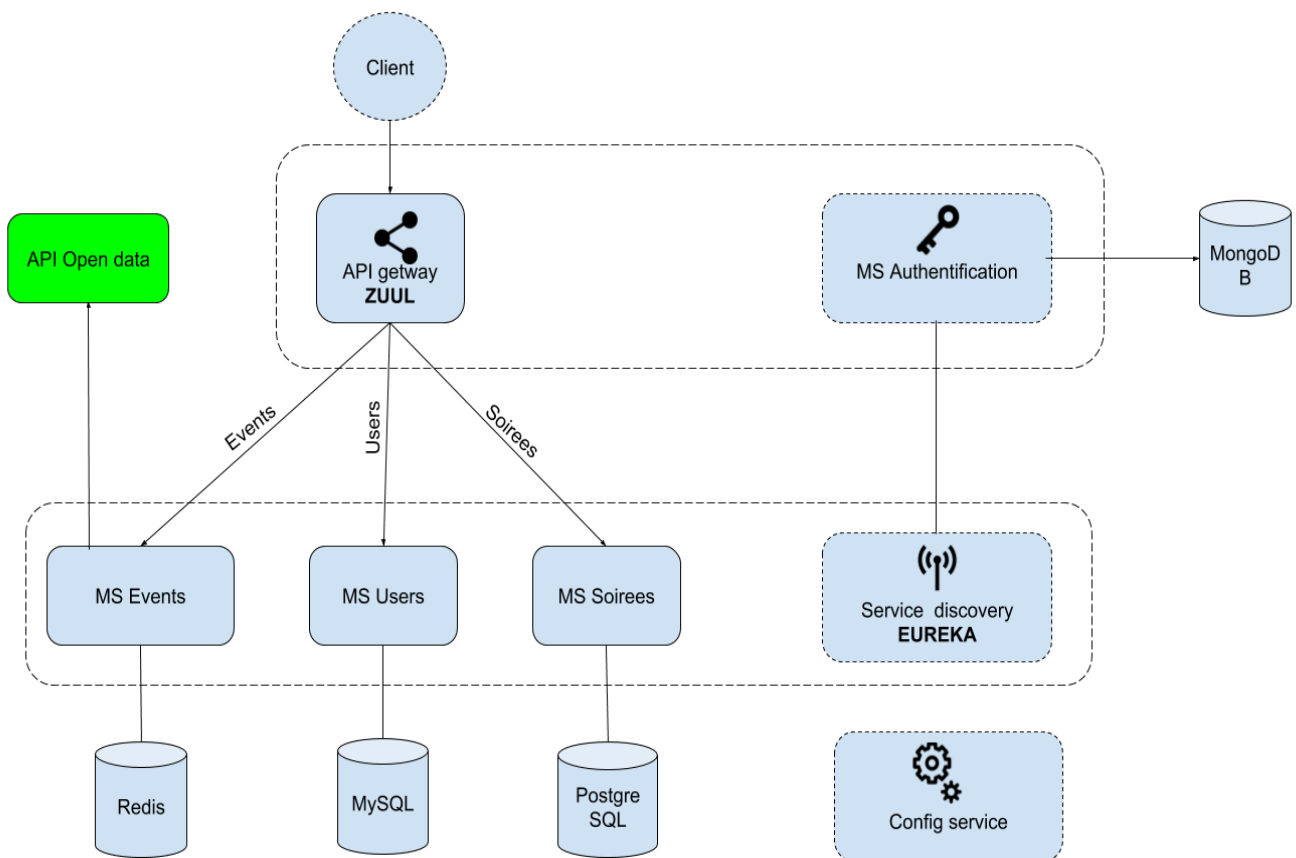 Client
API Open data
API getway
ZUUL
MS Authentification
MongoD
B
Events
Users
Soirees
MS Events
MS Users
MS Soirees
Service discovery
EUREKA
Redis
MySQL
Postgre
SQL
Config service